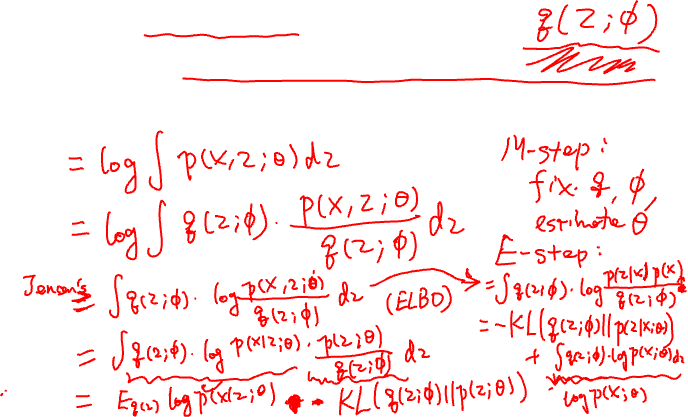 q(z;φ)
= log ∫ p(x,z;θ) dz
= log ∫ q(z;φ) · p(x,z;θ) / q(z;φ) dz
Jensen's ≥ ∫ q(z;φ) · log p(x,z;θ) / q(z;φ) dz (ELBO)
= ∫ q(z;φ) · log p(x|z;θ) · p(z;θ) / q(z;φ) dz
= E q(z) log p(x|z;θ) - KL(q(z;φ)||p(z;θ))
M-step:
fix q, φ,
estimate θ
E-step:
= ∫ q(z;φ) · log p(z|x) p(x) / q(z;φ)
= -KL(q(z;φ)||p(z|x;θ)
+ ∫ q(z;φ) · log p(x;θ) dz
log p(x;θ)